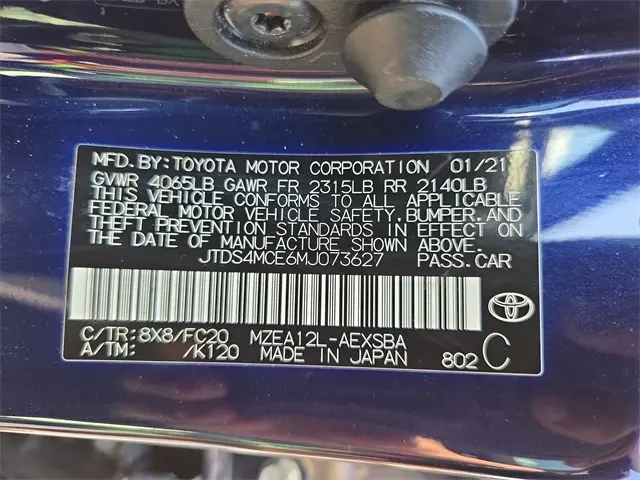 MFD. BY: TOYOTA MOTOR CORPORATION 01/21
GVWR 4065LB GAWR FR 2315LB RR 2140LB
THIS VEHICLE CONFORMS TO ALL APPLICABLE
FEDERAL MOTOR VEHICLE SAFETY, BUMPER, AND
THEFT PREVENTION STANDARDS IN EFFECT ON
THE DATE OF MANUFACTURE SHOWN ABOVE.
JTDS4MCE6MJ073627 PASS. CAR
C/TR: 8X8/FC20 MZEA12L-AEXSBA
A/TM: /K120 MADE IN JAPAN 802 C